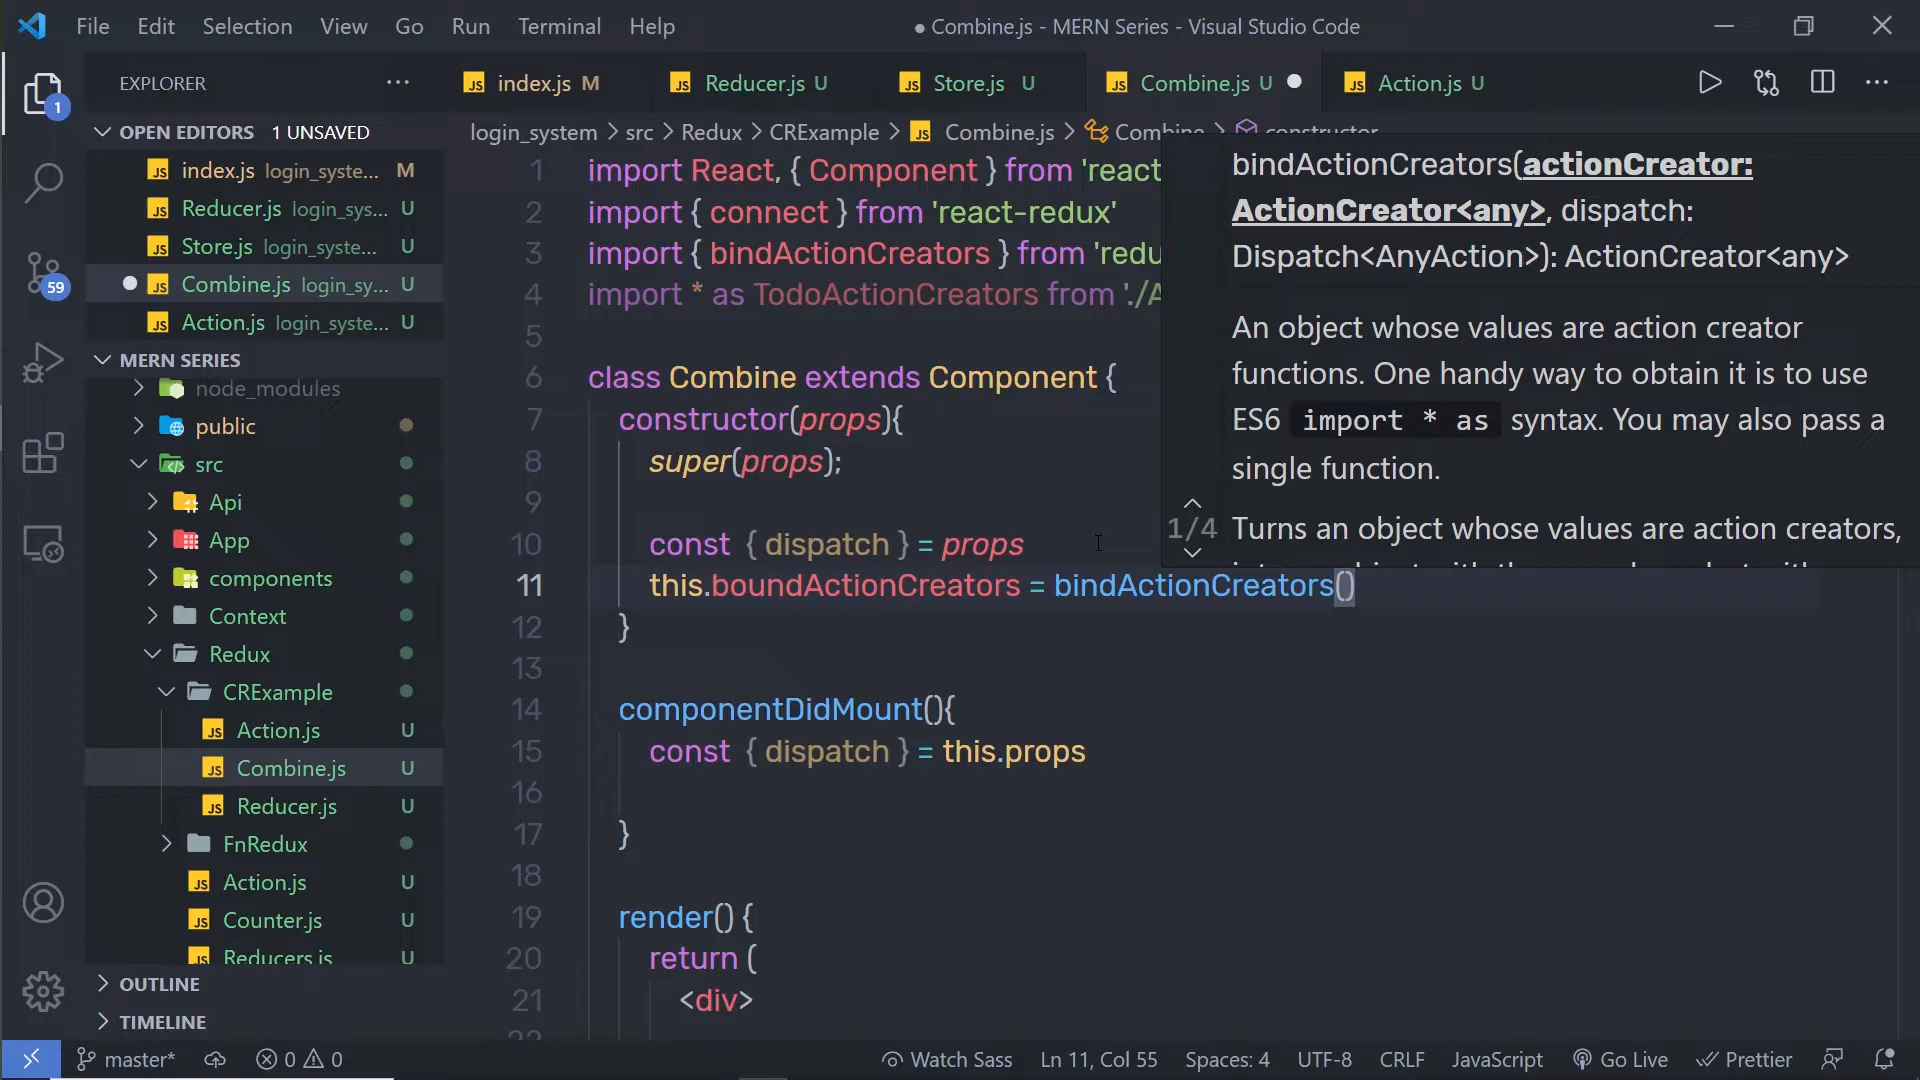 File Edit Selection View Go Run Terminal Help
● Combine.js - MERN Series - Visual Studio Code
EXPLORER
index.js M
Reducer.js U
Store.js U
Combine.js U
Action.js U
1
OPEN EDITORS 1 UNSAVED
login_system > src > Redux > CRExample > Combine.js > Combine > constructor
index.js login_syste... M
Reducer.js login_sys... U
Store.js login_syste... U
Combine.js login_sy... U
Action.js login_syste... U
59
MERN SERIES
node_modules
public
src
Api
App
components
Context
Redux
CRExample
Action.js U
Combine.js U
Reducer.js U
FnRedux
Action.js U
Counter.js U
Reducers.js U
OUTLINE
TIMELINE
1 import React, { Component } from 'react
2 import { connect } from 'react-redux'
3 import { bindActionCreators } from 'redu
4 import * as TodoActionCreators from './A
5
6 class Combine extends Component {
7 constructor(props){
8 super(props);
9
10 const { dispatch } = props
11 this.boundActionCreators = bindActionCreators()
12 }
13
14 componentDidMount(){
15 const { dispatch } = this.props
16
17 }
18
19 render() {
20 return (
21 <div>
22
bindActionCreators(actionCreator:
ActionCreator<any>, dispatch:
Dispatch<AnyAction>): ActionCreator<any>
An object whose values are action creator
functions. One handy way to obtain it is to use
ES6 import * as syntax. You may also pass a
single function.
1/4
Turns an object whose values are action creators,
master* 0 0 Watch Sass Ln 11, Col 55 Spaces: 4 UTF-8 CRLF JavaScript Go Live Prettier